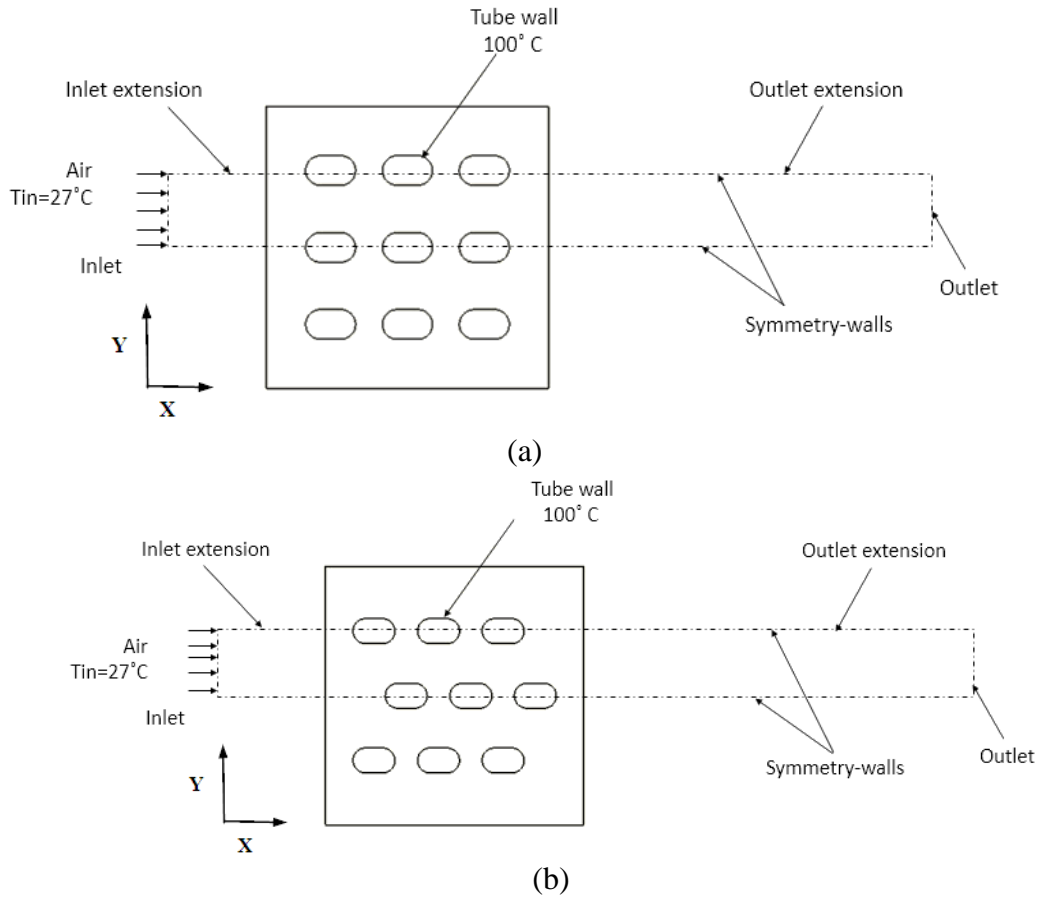 Tube wall
100° C
Inlet extension
Outlet extension
Air
Tin=27°C
Inlet
Outlet
Symmetry-walls
Y
X
(a)
Tube wall
100° C
Inlet extension
Outlet extension
Air
Tin=27°C
Inlet
Outlet
Symmetry-walls
Y
X
(b)